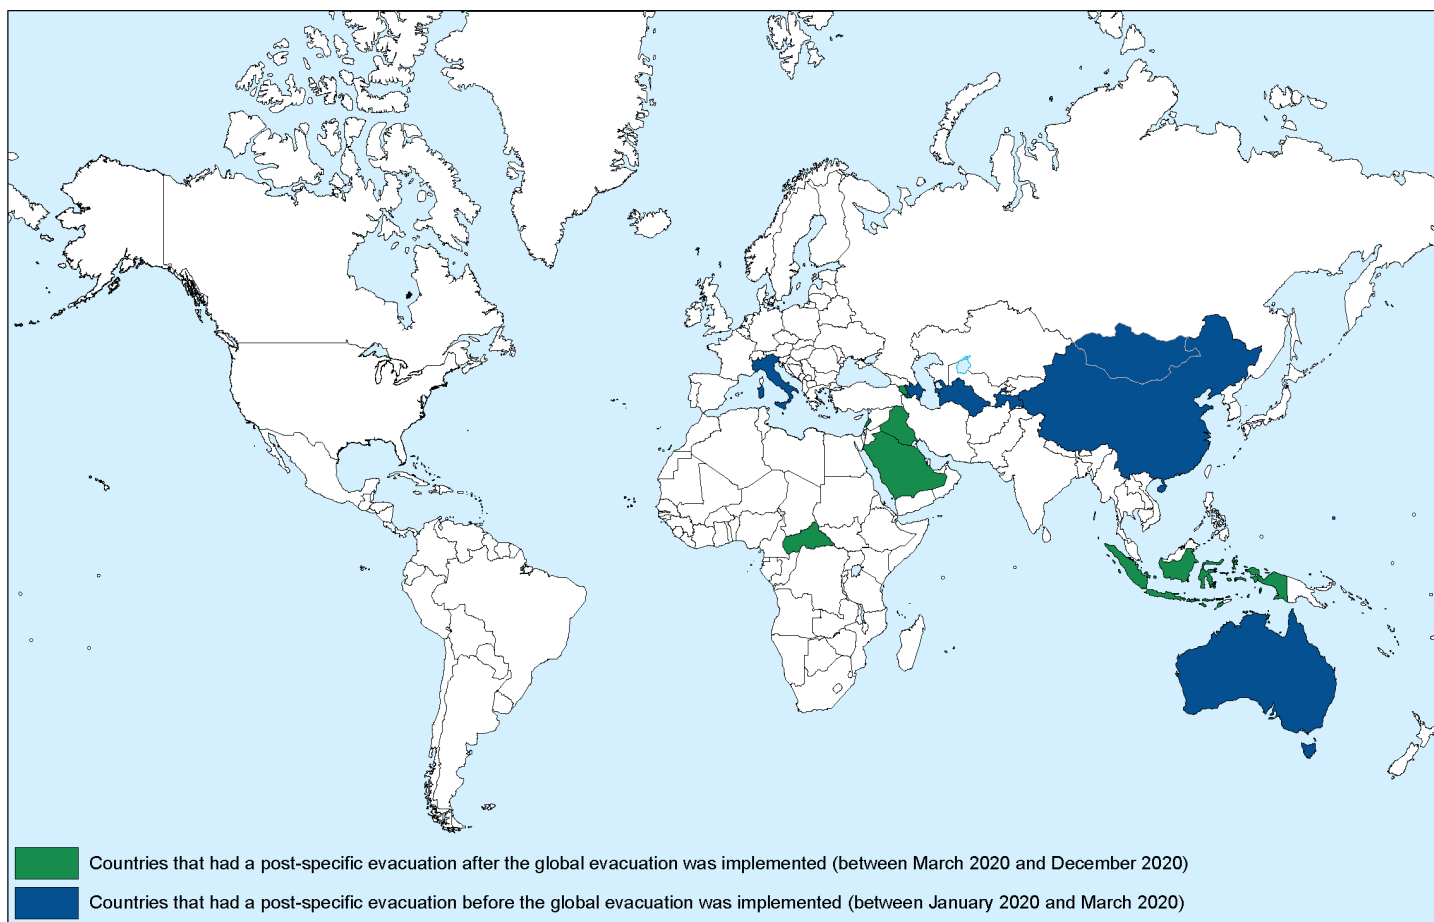 Countries that had a post-specific evacuation after the global evacuation was implemented (between March 2020 and December 2020)
Countries that had a post-specific evacuation before the global evacuation was implemented (between January 2020 and March 2020)